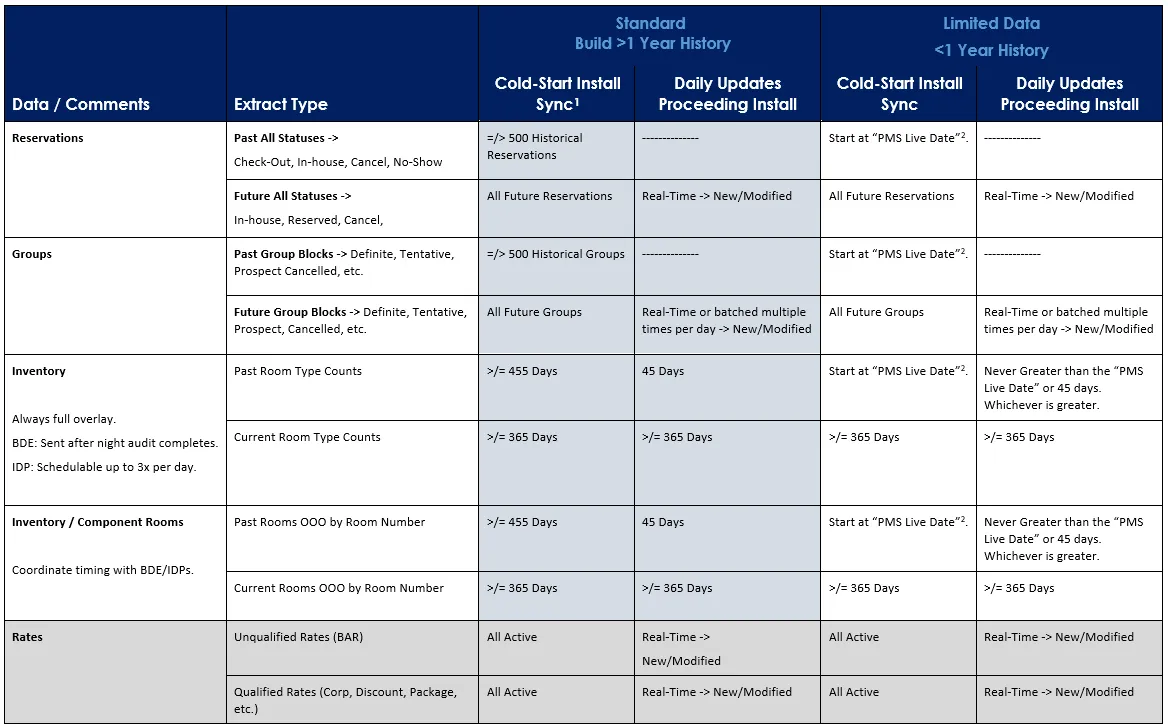 Standard
Build >1 Year History
Limited Data
<1 Year History
Data / Comments
Extract Type
Cold-Start Install
Sync¹
Daily Updates
Proceeding Install
Cold-Start Install
Sync
Daily Updates
Proceeding Install
Reservations
Past All Statuses ->
Check-Out, In-house, Cancel, No-Show
=/> 500 Historical
Reservations
--------------
Start at “PMS Live Date”².
--------------
Future All Statuses ->
In-house, Reserved, Cancel,
All Future Reservations
Real-Time -> New/Modified
All Future Reservations
Real-Time -> New/Modified
Groups
Past Group Blocks -> Definite, Tentative,
Prospect Cancelled, etc.
=/> 500 Historical Groups
--------------
Start at “PMS Live Date”².
--------------
Future Group Blocks -> Definite, Tentative,
Prospect, Cancelled, etc.
All Future Groups
Real-Time or batched multiple
times per day -> New/Modified
All Future Groups
Real-Time or batched multiple
times per day -> New/Modified
Inventory
Always full overlay.
BDE: Sent after night audit completes.
IDP: Schedulable up to 3x per day.
Past Room Type Counts
>/= 455 Days
45 Days
Start at “PMS Live Date”².
Never Greater than the “PMS
Live Date” or 45 days.
Whichever is greater.
Current Room Type Counts
>/= 365 Days
>/= 365 Days
>/= 365 Days
>/= 365 Days
Inventory / Component Rooms
Coordinate timing with BDE/IDPs.
Past Rooms OOO by Room Number
>/= 455 Days
45 Days
Start at “PMS Live Date”².
Never Greater than the “PMS
Live Date” or 45 days.
Whichever is greater.
Current Rooms OOO by Room Number
>/= 365 Days
>/= 365 Days
>/= 365 Days
>/= 365 Days
Rates
Unqualified Rates (BAR)
All Active
Real-Time ->
New/Modified
All Active
Real-Time -> New/Modified
Qualified Rates (Corp, Discount, Package,
etc.)
All Active
Real-Time -> New/Modified
All Active
Real-Time -> New/Modified